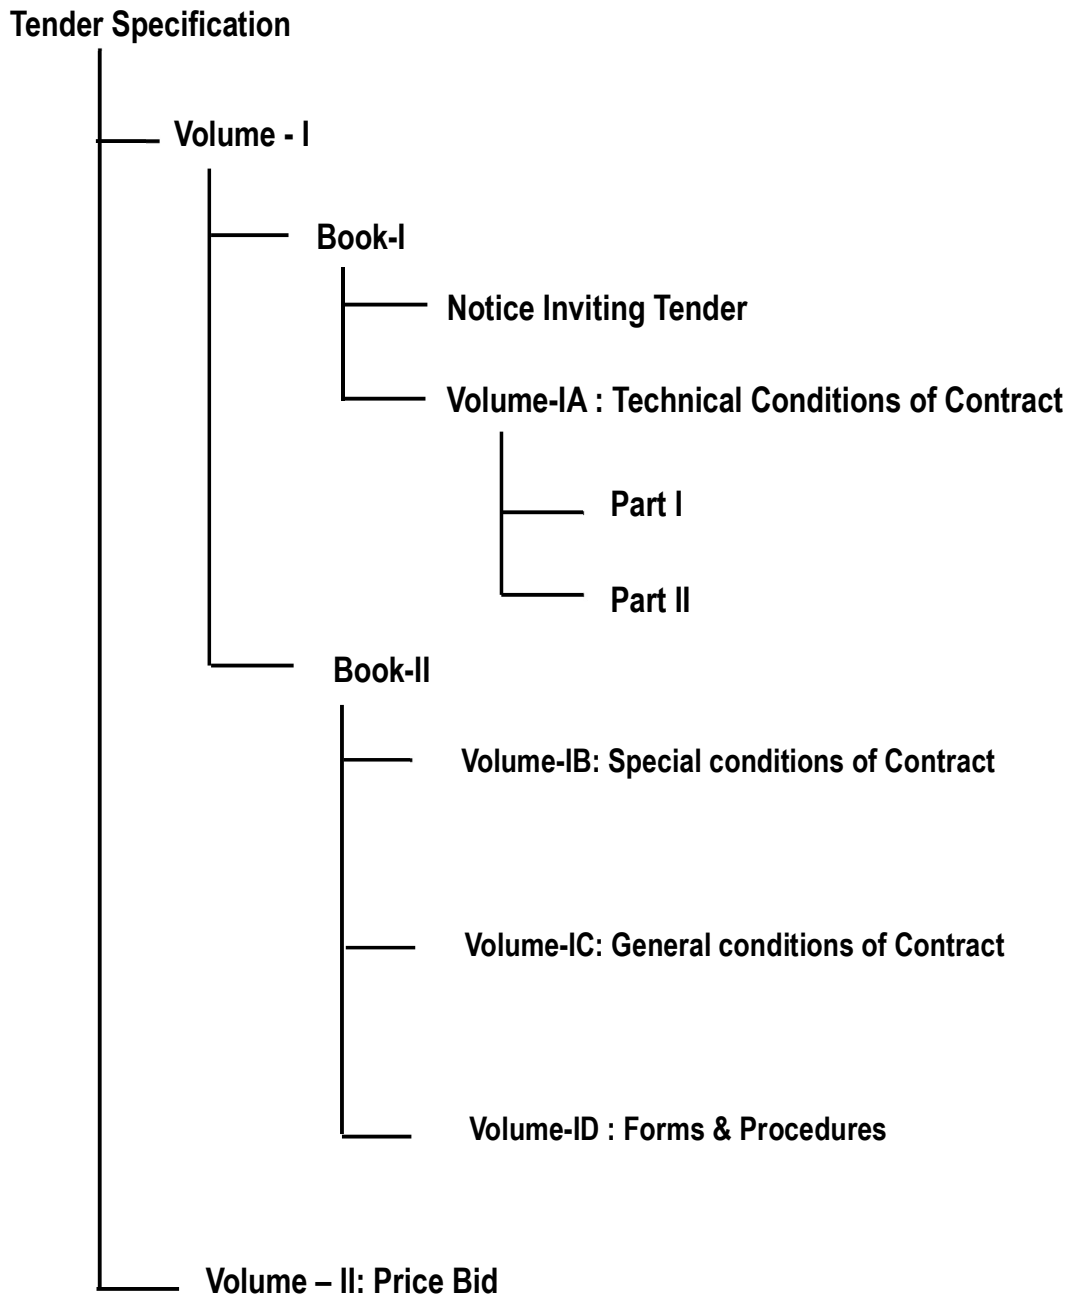 Tender Specification
Volume - I
Book-I
Notice Inviting Tender
Volume-IA : Technical Conditions of Contract
Part I
Part II
Book-II
Volume-IB: Special conditions of Contract
Volume-IC: General conditions of Contract
Volume-ID : Forms & Procedures
Volume – II: Price Bid